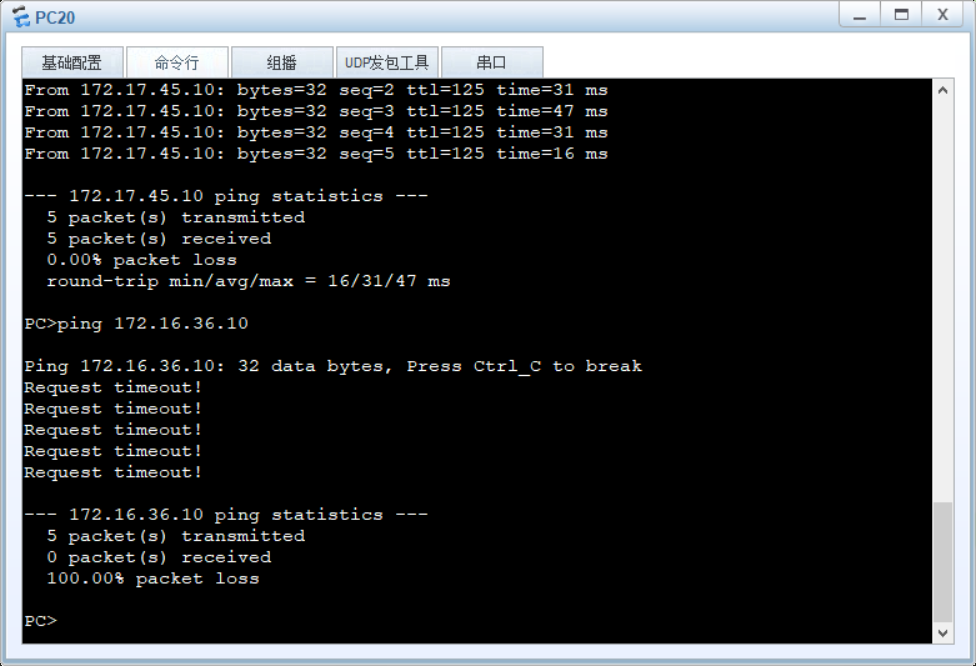 PC20
基础配置 命令行 组播 UDP发包工具 串口
From 172.17.45.10: bytes=32 seq=2 ttl=125 time=31 ms
From 172.17.45.10: bytes=32 seq=3 ttl=125 time=47 ms
From 172.17.45.10: bytes=32 seq=4 ttl=125 time=31 ms
From 172.17.45.10: bytes=32 seq=5 ttl=125 time=16 ms
--- 172.17.45.10 ping statistics ---
5 packet(s) transmitted
5 packet(s) received
0.00% packet loss
round-trip min/avg/max = 16/31/47 ms
PC>ping 172.16.36.10
Ping 172.16.36.10: 32 data bytes, Press Ctrl_C to break
Request timeout!
Request timeout!
Request timeout!
Request timeout!
Request timeout!
--- 172.16.36.10 ping statistics ---
5 packet(s) transmitted
0 packet(s) received
100.00% packet loss
PC>